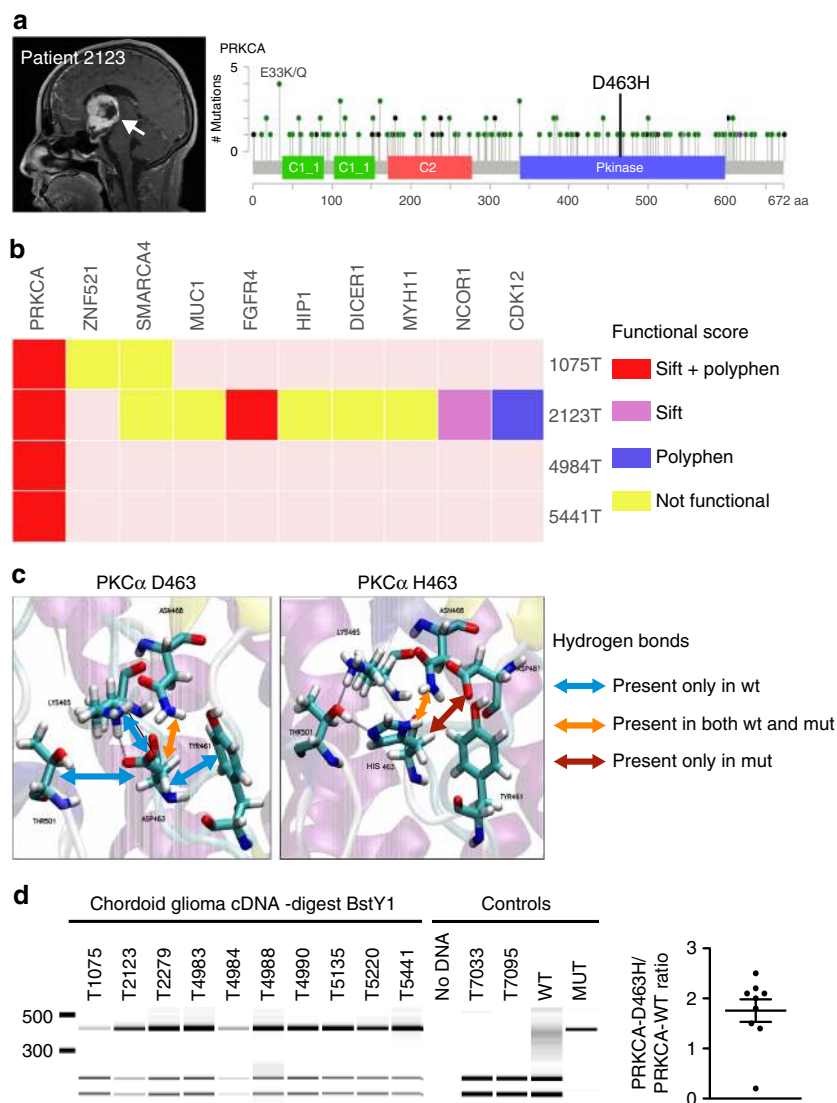 a
Patient 2123
PRKCA
# Mutations
5
0
E33K/Q
D463H
C1_1
C1_1
C2
Pkinase
0
100
200
300
400
500
600
672 aa
b
PRKCA
ZNF521
SMARCA4
MUC1
FGFR4
HIP1
DICER1
MYH11
NCOR1
CDK12
1075T
2123T
4984T
5441T
Functional score
Sift + polyphen
Sift
Polyphen
Not functional
c
PKCα D463
ASN468
LYS465
TYR461
THR501
ASP463
PKCα H463
ASN468
LYS465
ASP481
THR501
HIS 463
TYR461
Hydrogen bonds
Present only in wt
Present in both wt and mut
Present only in mut
d
Chordoid glioma cDNA -digest BstY1
Controls
T1075
T2123
T2279
T4983
T4984
T4988
T4990
T5135
T5220
T5441
No DNA
T7033
T7095
WT
MUT
500
300
PRKCA-D463H/
PRKCA-WT ratio
3
2
1
0